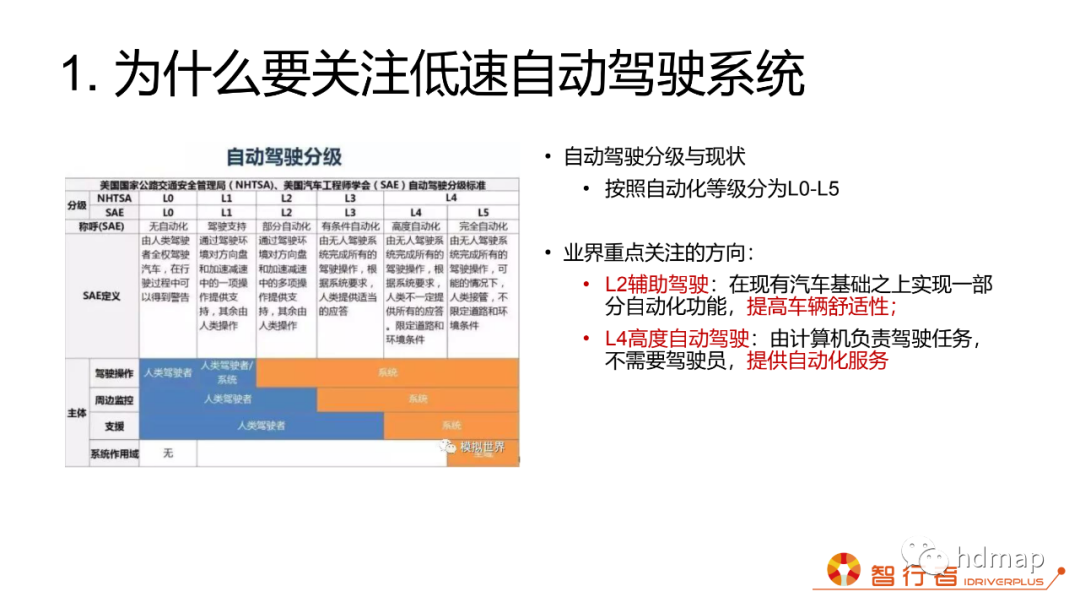 1. 为什么要关注低速自动驾驶系统
自动驾驶分级
美国国家公路交通安全管理局（NHTSA)、美国汽车工程师学会（SAE）自动驾驶分级标准
分级 NHTSA L0 L1 L2 L3 L4
SAE L0 L1 L2 L3 L4 L5
称呼(SAE) 无自动化 驾驶支持 部分自动化 有条件自动化 高度自动化 完全自动化
SAE定义
由人类驾驶
者全权驾驶
汽车，在行
驶过程中可
以得到警告
通过驾驶环
境对方向盘
和加速减速
中的一项操
作提供支
持，其余由
人类操作
通过驾驶环
境对方向盘
和加速减速
中的多项操
作提供支
持，其余由
人类操作
由无人驾驶系
统完成所有的
驾驶操作，根
据系统要求，
人类提供适当
的应答
由无人驾驶系
统完成所有的
驾驶操作，根
据系统要求，
人类不一定提
供所有的应答
。限定道路和
环境条件
由无人驾驶系
统完成所有的
驾驶操作，可
能的情况下，
人类接管，不
限定道路和环
境条件
主体
驾驶操作 人类驾驶者 人类驾驶者/
系统 系统
周边监控 人类驾驶者 系统
支援 人类驾驶者 系统
系统作用域 无
模拟世界
• 自动驾驶分级与现状
• 按照自动化等级分为L0-L5
• 业界重点关注的方向：
• L2辅助驾驶：在现有汽车基础之上实现一部
分自动化功能，提高车辆舒适性；
• L4高度自动驾驶：由计算机负责驾驶任务，
不需要驾驶员，提供自动化服务
hdmap
智行者 IDRIVERPLUS